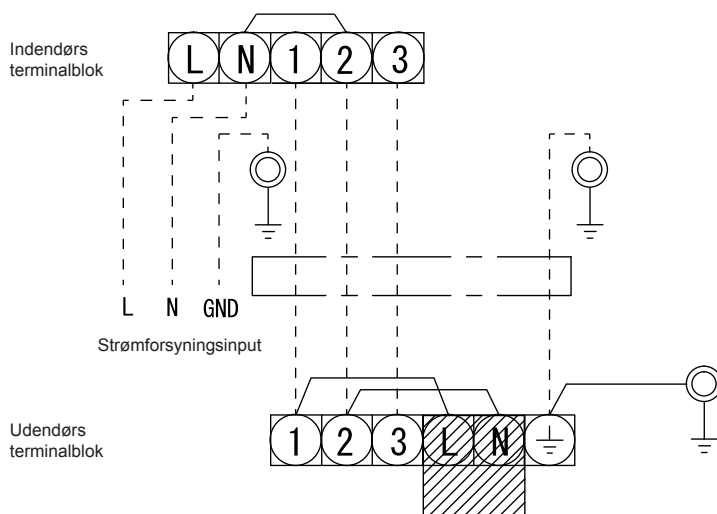 Indendørs
terminalblok
L N 1 2 3
L N GND
Strømforsyningsinput
Udendørs
terminalblok
1 2 3 L N